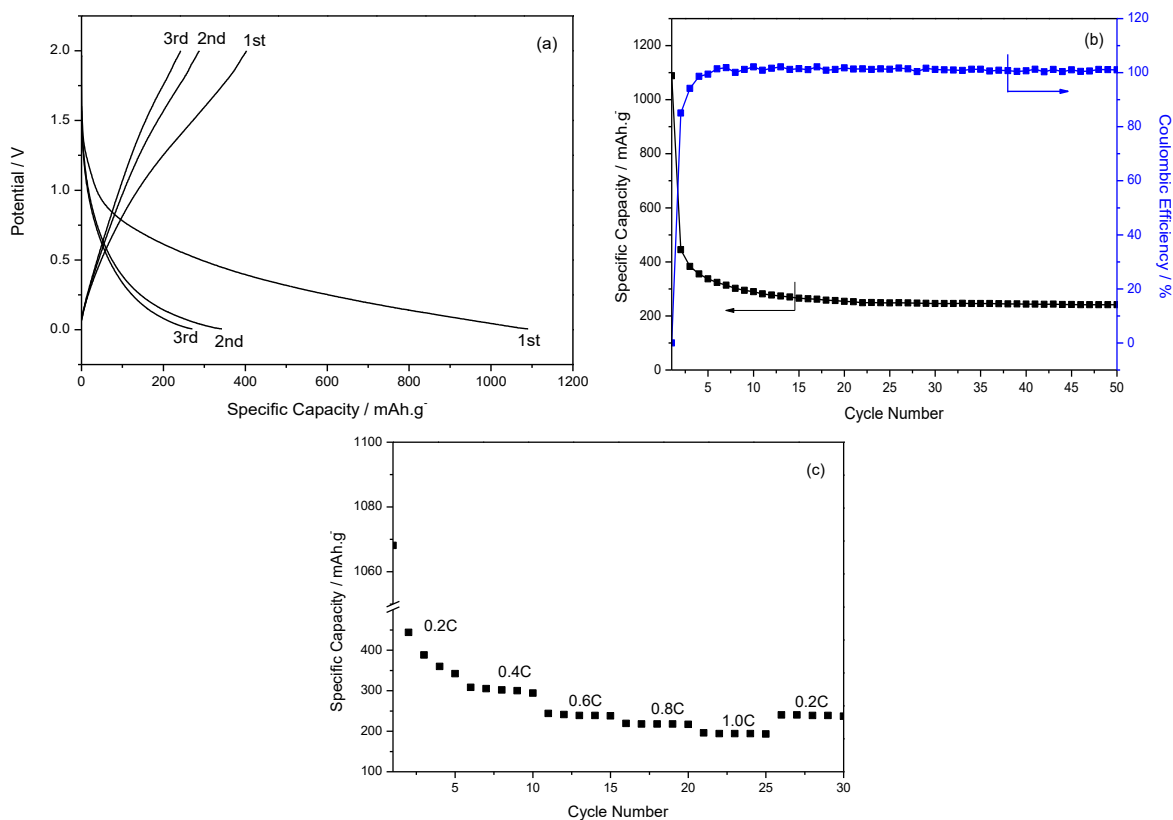 (a)
3rd 2nd 1st
2.0
1.5
1.0
0.5
0.0
Potential / V
3rd 2nd 1st
0 200 400 600 800 1000 1200
Specific Capacity / mAh.g⁻
(b)
1200
1000
800
600
400
200
0
Specific Capacity / mAh.g⁻
120
100
80
60
40
20
0
Coulombic Efficiency / %
5 10 15 20 25 30 35 40 45 50
Cycle Number
(c)
1100
1080
1060
400
300
200
100
Specific Capacity / mAh.g⁻
0.2C
0.4C
0.6C
0.8C
1.0C
0.2C
5 10 15 20 25 30
Cycle Number